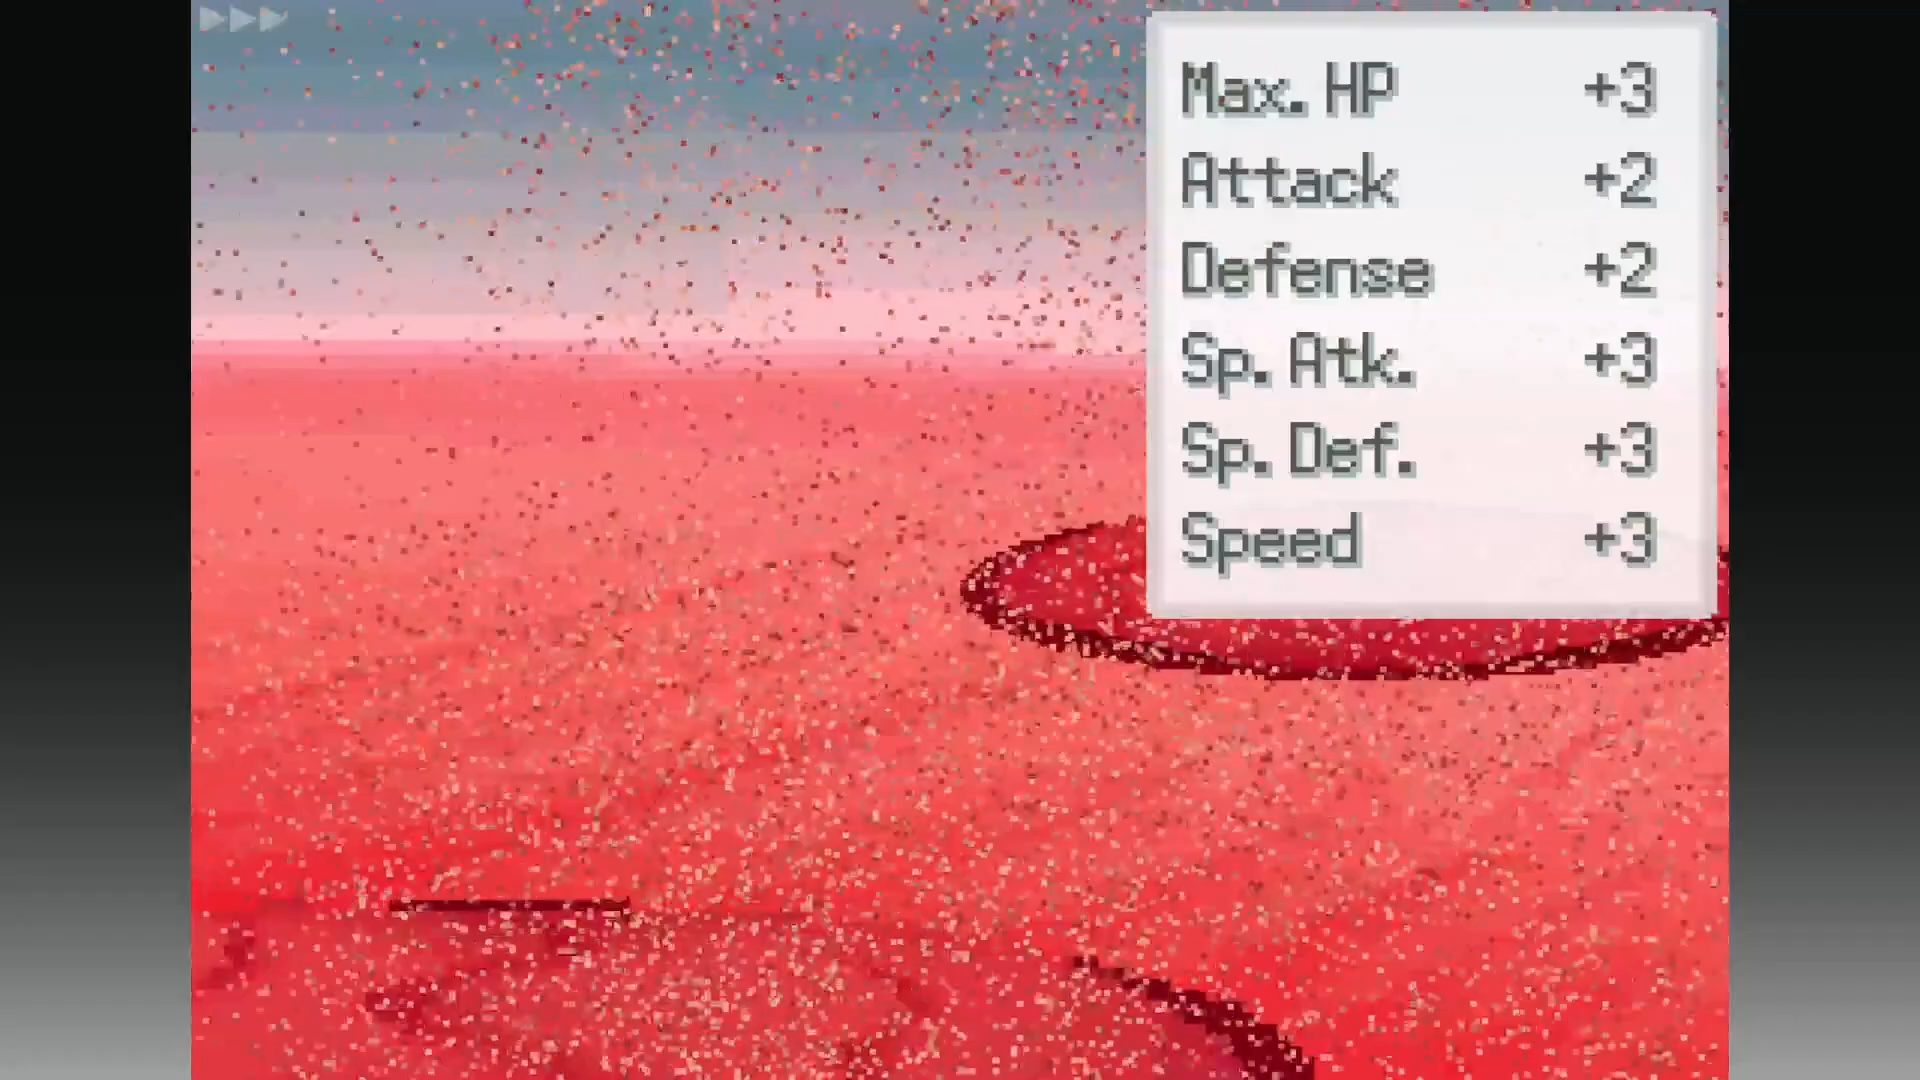 Max. HP +3
Attack +2
Defense +2
Sp. Atk. +3
Sp. Def. +3
Speed +3